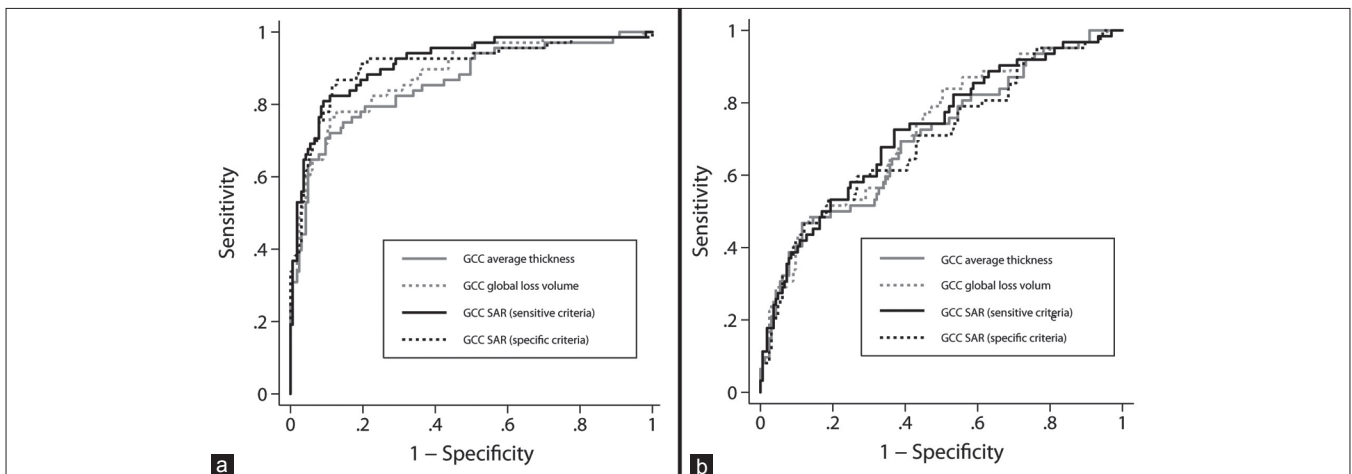 1
.8
.6
.4
.2
0
Sensitivity
GCC average thickness
GCC global loss volume
GCC SAR (sensitive criteria)
GCC SAR (specific criteria)
0 .2 .4 .6 .8 1
1 – Specificity
a
1
.8
.6
.4
.2
0
Sensitivity
GCC average thickness
GCC global loss volum
GCC SAR (sensitive criteria)
e
GCC SAR (specific criteria)
0 .2 .4 .6 .8 1
1 – Specificity
b